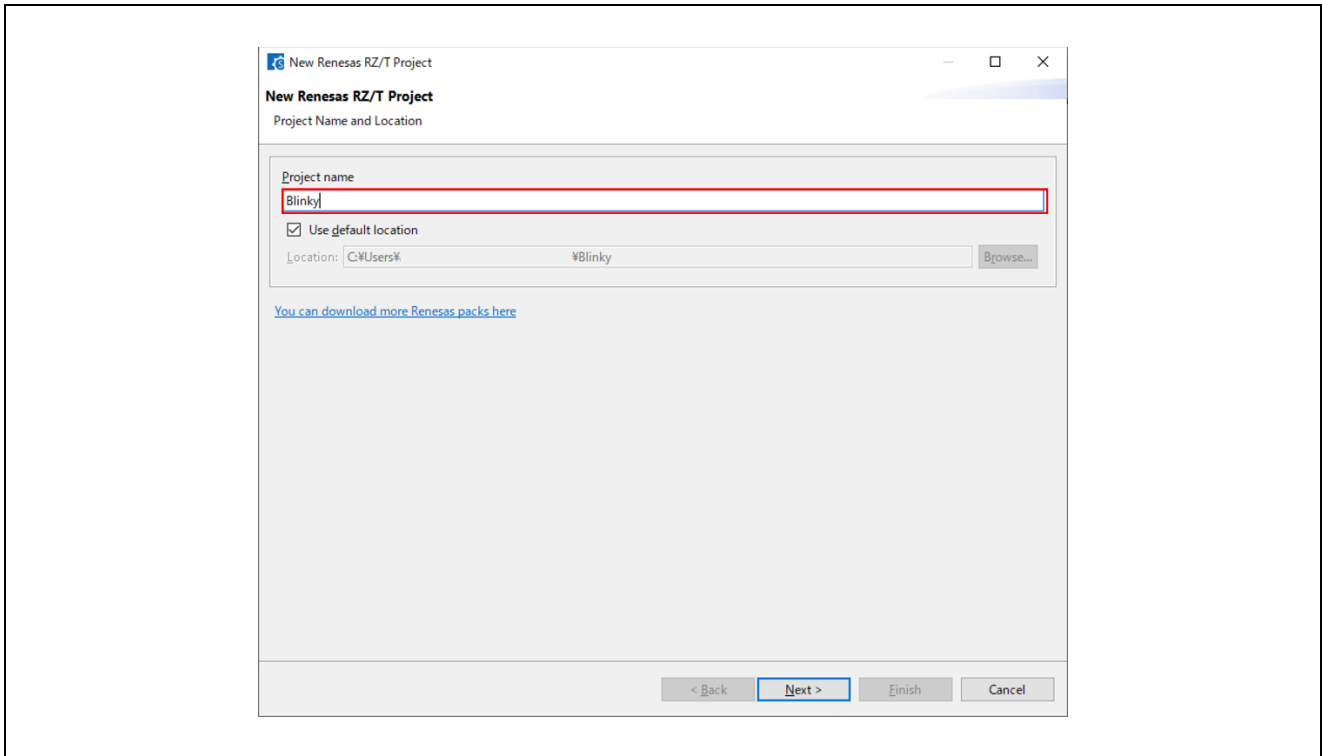 New Renesas RZ/T Project
New Renesas RZ/T Project
Project Name and Location
Project name
Blinky
Use default location
Location: C:¥Users¥ ¥Blinky Browse...
You can download more Renesas packs here
< Back Next > Finish Cancel